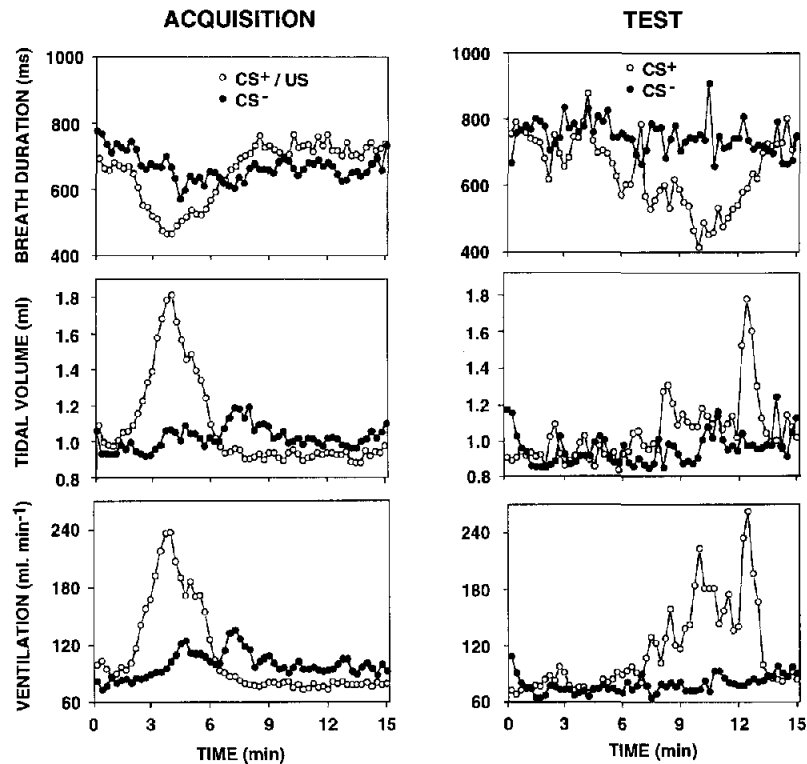 ACQUISITION
TEST
BREATH DURATION (ms)
1000
800
600
400
CS+ / US
CS-
1000
800
600
400
CS+
CS-
TIDAL VOLUME (ml)
1.8
1.6
1.4
1.2
1.0
0.8
1.8
1.6
1.4
1.2
1.0
0.8
VENTILATION (ml. min-1)
240
180
120
60
240
180
120
60
0 3 6 9 12 15
0 3 6 9 12 15
TIME (min)
TIME (min)